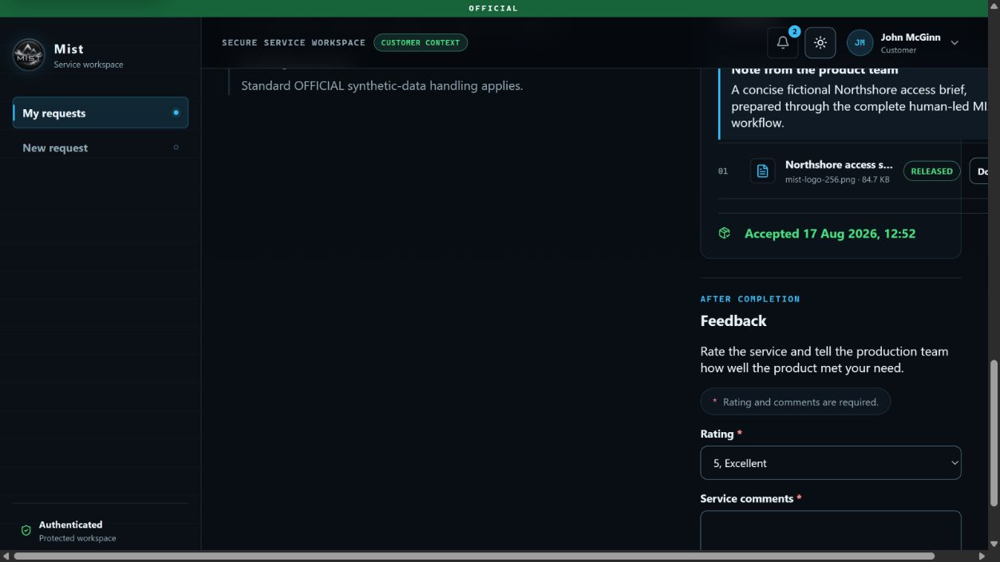 OFFICIAL
MIST
Mist
Service workspace
SECURE SERVICE WORKSPACE
CUSTOMER CONTEXT
2
JM
John McGinn
Customer
My requests
New request
Standard OFFICIAL synthetic-data handling applies.
Note from the product team
A concise fictional Northshore access brief,
prepared through the complete human-led MI
workflow.
01
Northshore access s...
mist-logo-256.png · 84.7 KB
RELEASED
Do
Accepted 17 Aug 2026, 12:52
AFTER COMPLETION
Feedback
Rate the service and tell the production team
how well the product met your need.
* Rating and comments are required.
Rating *
5, Excellent
Service comments *
Authenticated
Protected workspace